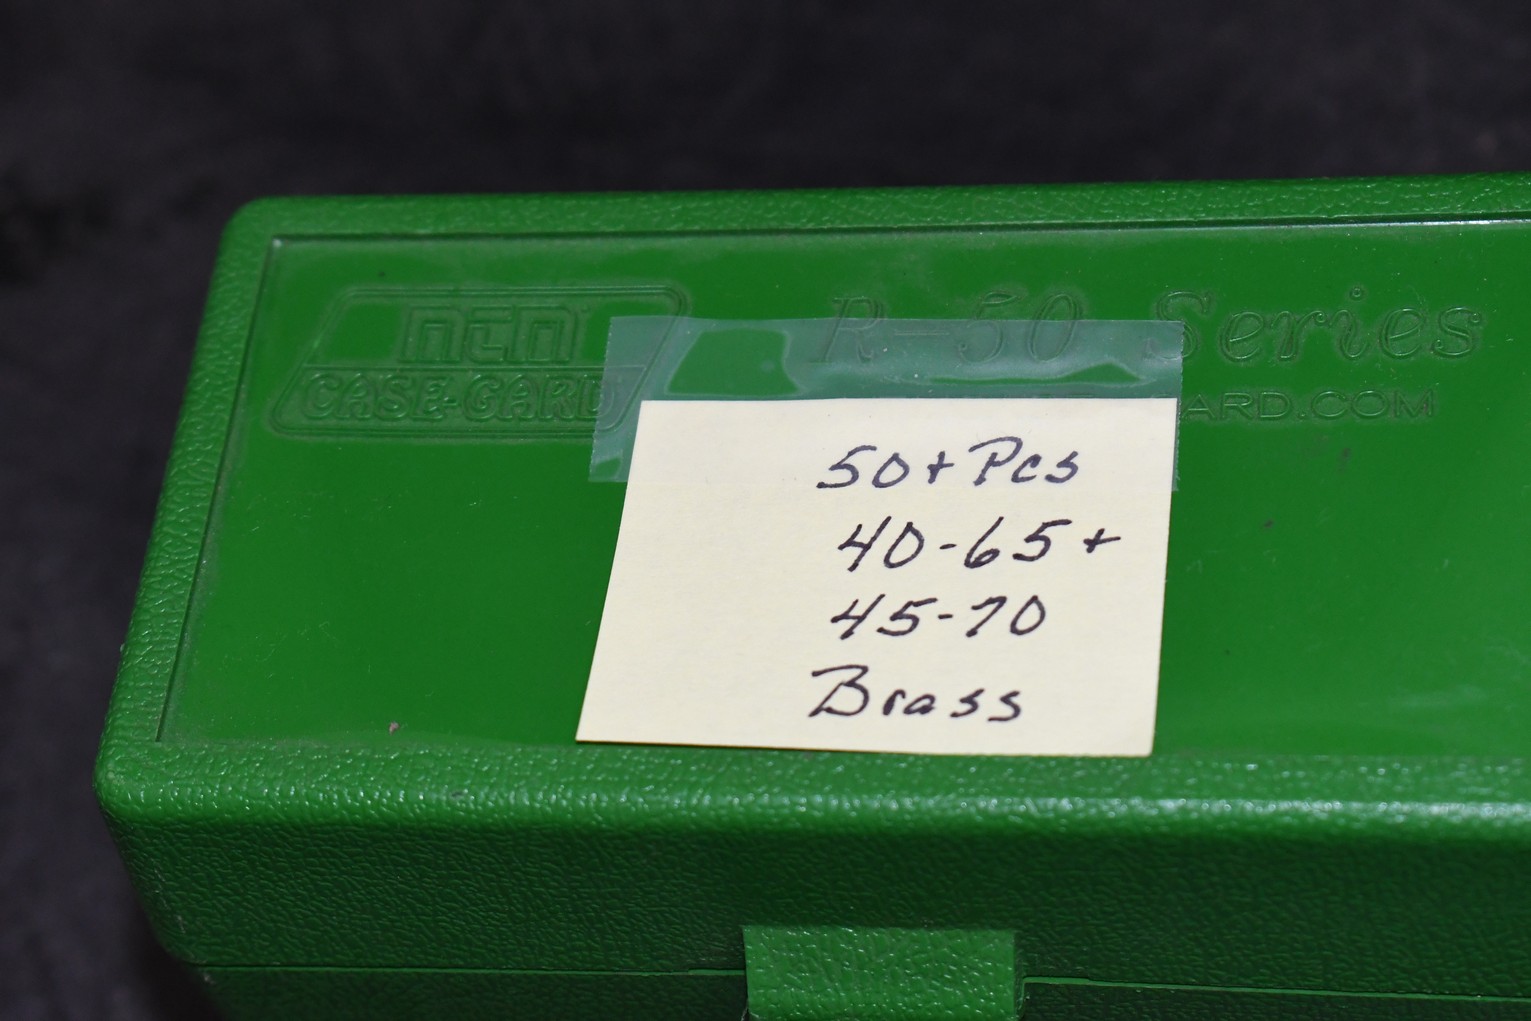 MTM
CASE-GARD
R-50 Series
ARD.COM
50+ Pcs
40-65+
45-70
Brass